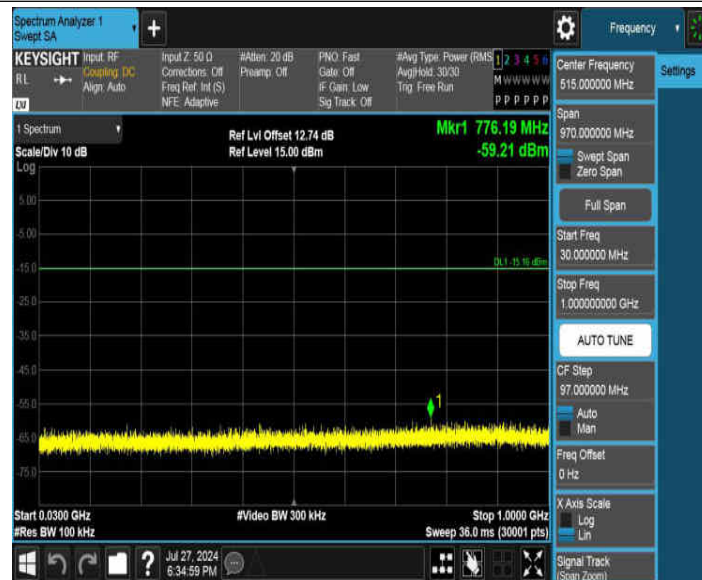 Spectrum Analyzer 1
Swept SA
+
Frequency
KEYSIGHT
RL
Input: RF
Coupling: DC
Align: Auto
Input Z: 50 Ω
Corrections: Off
Freq Ref: Int (S)
NFE: Adaptive
#Atten: 20 dB
Preamp: Off
PNO: Fast
Gate: Off
IF Gain: Low
Sig Track: Off
#Avg Type: Power (RMS
Avg|Hold: 30/30
Trig: Free Run
1 2 3 4 5 6
M W W W W W
P P P P P P
LXI
1 Spectrum
Scale/Div 10 dB
Log
Ref Lvl Offset 12.74 dB
Ref Level 15.00 dBm
Mkr1 776.19 MHz
-59.21 dBm
5.00
-5.00
-15.0
DL1 -15.16 dBm
-25.0
-35.0
-45.0
-55.0
1
-65.0
-75.0
Start 0.0300 GHz
#Res BW 100 kHz
#Video BW 300 kHz
Stop 1.0000 GHz
Sweep 36.0 ms (30001 pts)
Jul 27, 2024
6:34:59 PM
Settings
Center Frequency
515.000000 MHz
Span
970.000000 MHz
Swept Span
Zero Span
Full Span
Start Freq
30.000000 MHz
Stop Freq
1.000000000 GHz
AUTO TUNE
CF Step
97.000000 MHz
Auto
Man
Freq Offset
0 Hz
X Axis Scale
Log
Lin
Signal Track
(Span Zoom)